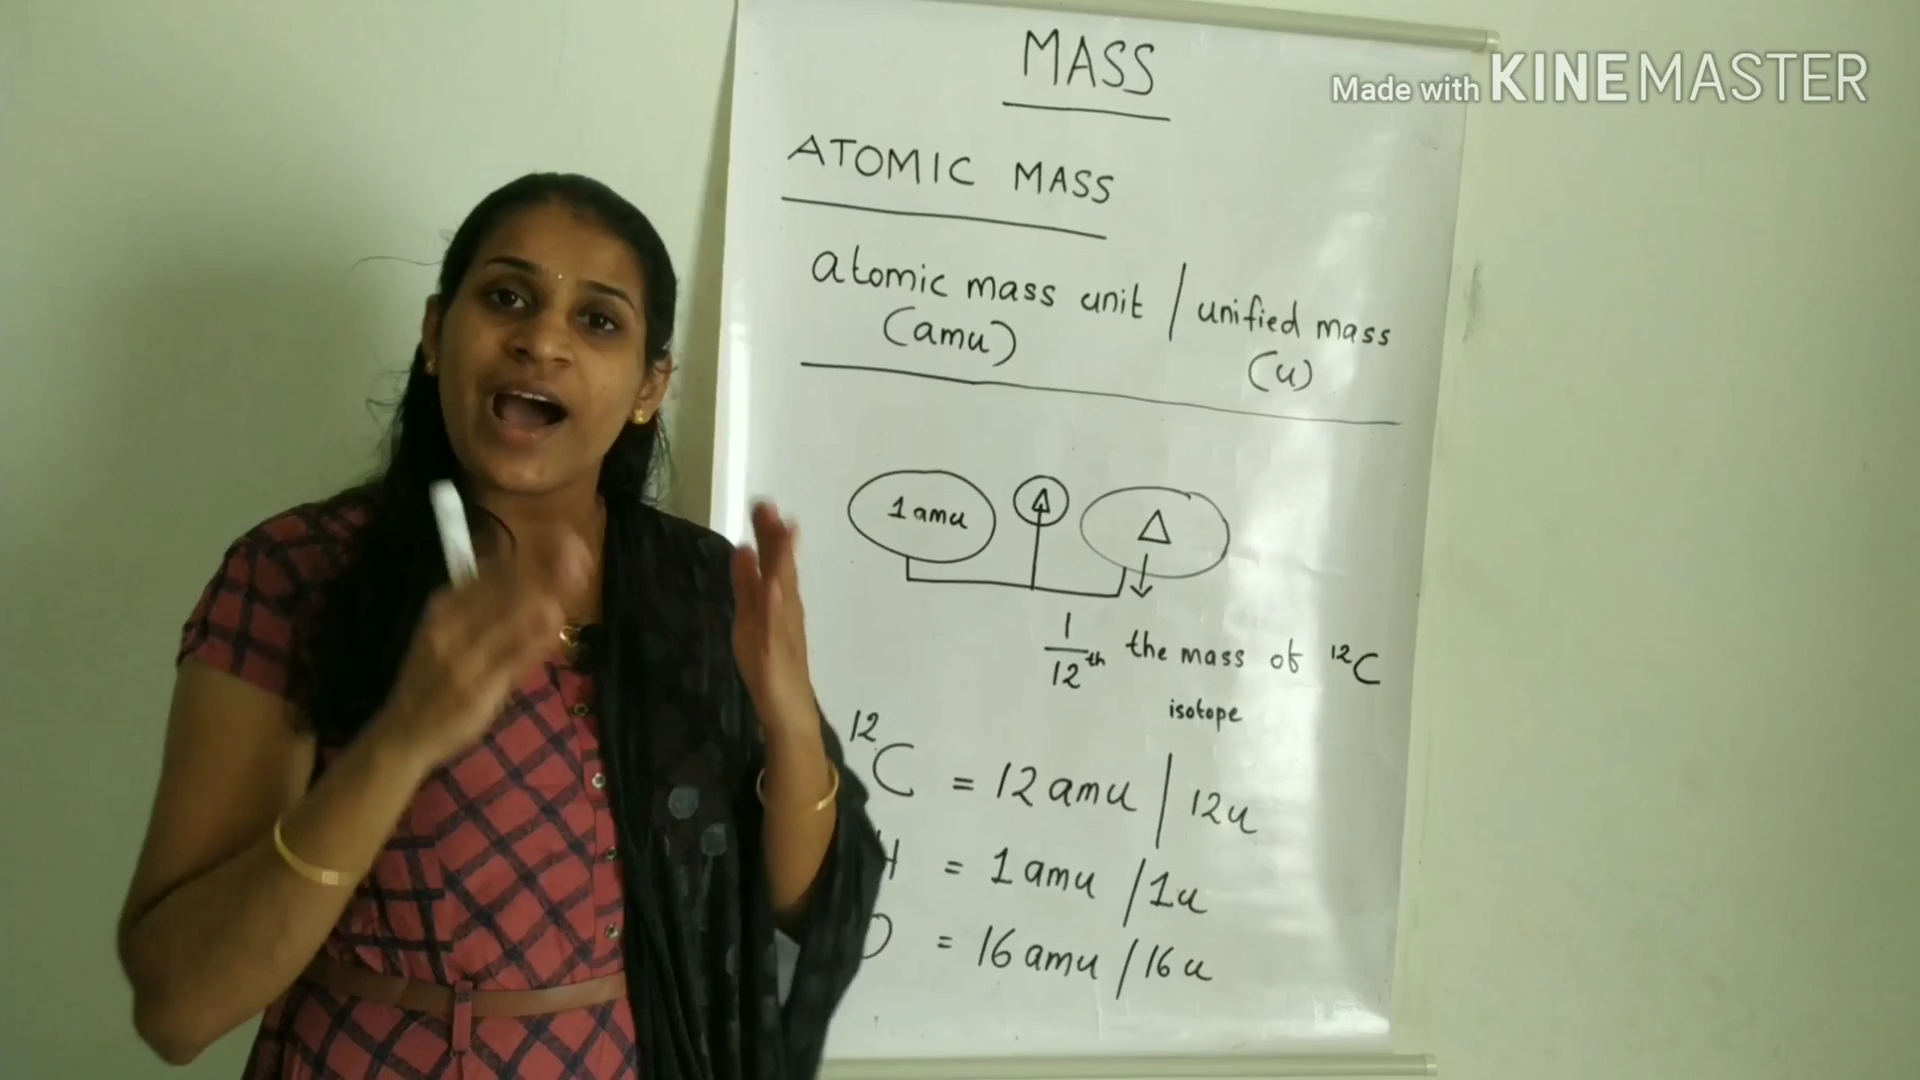 MASS
Made with KINEMASTER
ATOMIC MASS
atomic mass unit / unified mass
(amu) (u)
1 amu
1/12th the mass of 12C
isotope
12C = 12 amu | 12u
H = 1 amu / 1u
O = 16 amu / 16 u